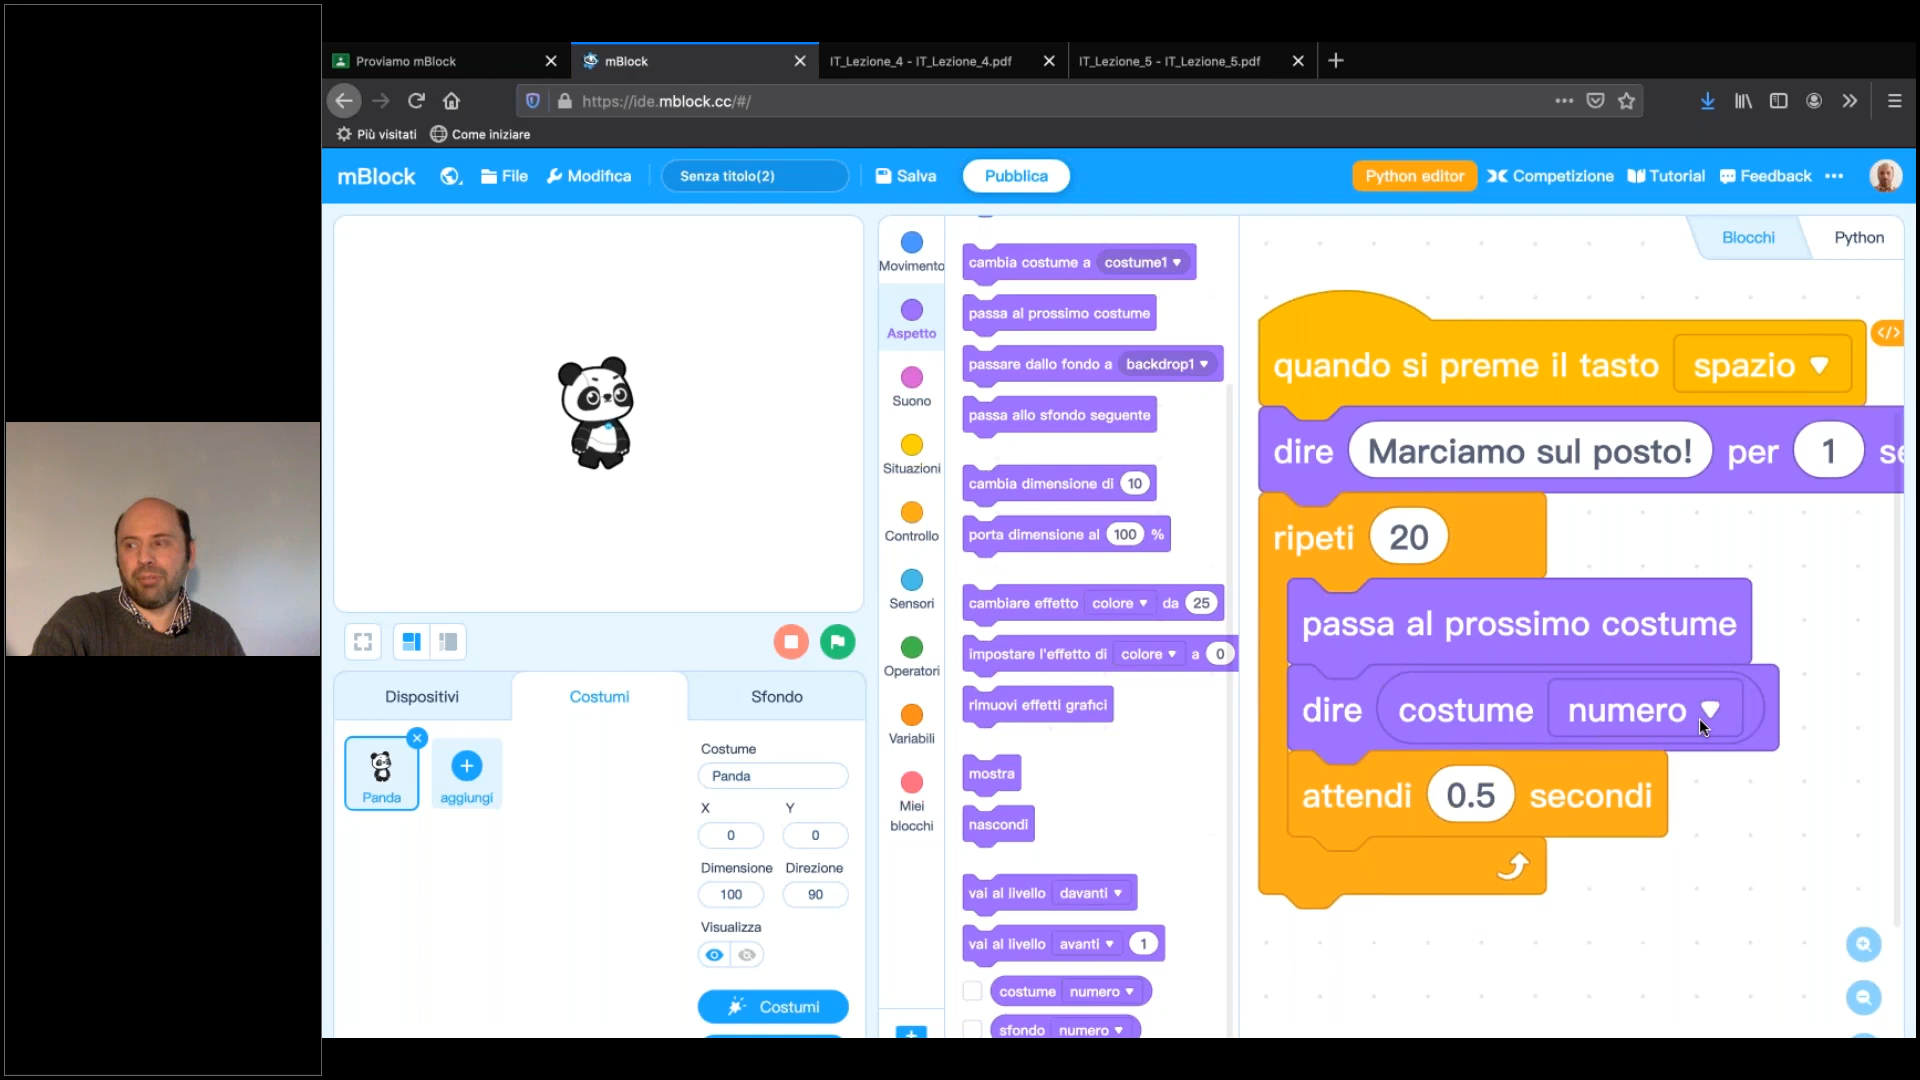 Proviamo mBlock
mBlock
IT_Lezione_4 - IT_Lezione_4.pdf
IT_Lezione_5 - IT_Lezione_5.pdf
https://ide.mblock.cc/#/
Più visitati
Come iniziare
mBlock
File
Modifica
Senza titolo(2)
Salva
Pubblica
Python editor
Competizione
Tutorial
Feedback
Blocchi
Python
Movimento
Aspetto
Suono
Situazioni
Controllo
Sensori
Operatori
Variabili
Miei
blocchi
cambia costume a costume1
passa al prossimo costume
passare dallo fondo a backdrop1
passa allo sfondo seguente
cambia dimensione di 10
porta dimensione al 100 %
cambiare effetto colore da 25
impostare l'effetto di colore a 0
rimuovi effetti grafici
mostra
nascondi
vai al livello davanti
vai al livello avanti 1
costume numero
sfondo numero
quando si preme il tasto spazio
</>
dire Marciamo sul posto! per 1 se
ripeti 20
passa al prossimo costume
dire costume numero
attendi 0.5 secondi
Dispositivi
Costumi
Sfondo
Panda
aggiungi
Costume
Panda
X
Y
0
0
Dimensione
Direzione
100
90
Visualizza
Costumi